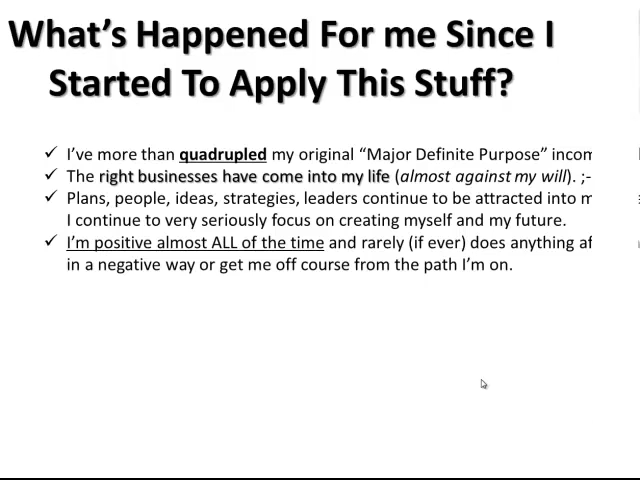 What's Happened For me Since I
Started To Apply This Stuff?
✓ I've more than quadrupled my original "Major Definite Purpose"
✓ The right businesses have come into my life (almost against my will). ;-
✓ Plans, people, ideas, strategies, leaders continue to be attracted into
I continue to very seriously focus on creating myself and my future.
✓ I'm positive almost ALL of the time and rarely (if ever) does anything
in a negative way or get me off course from the path I'm on.